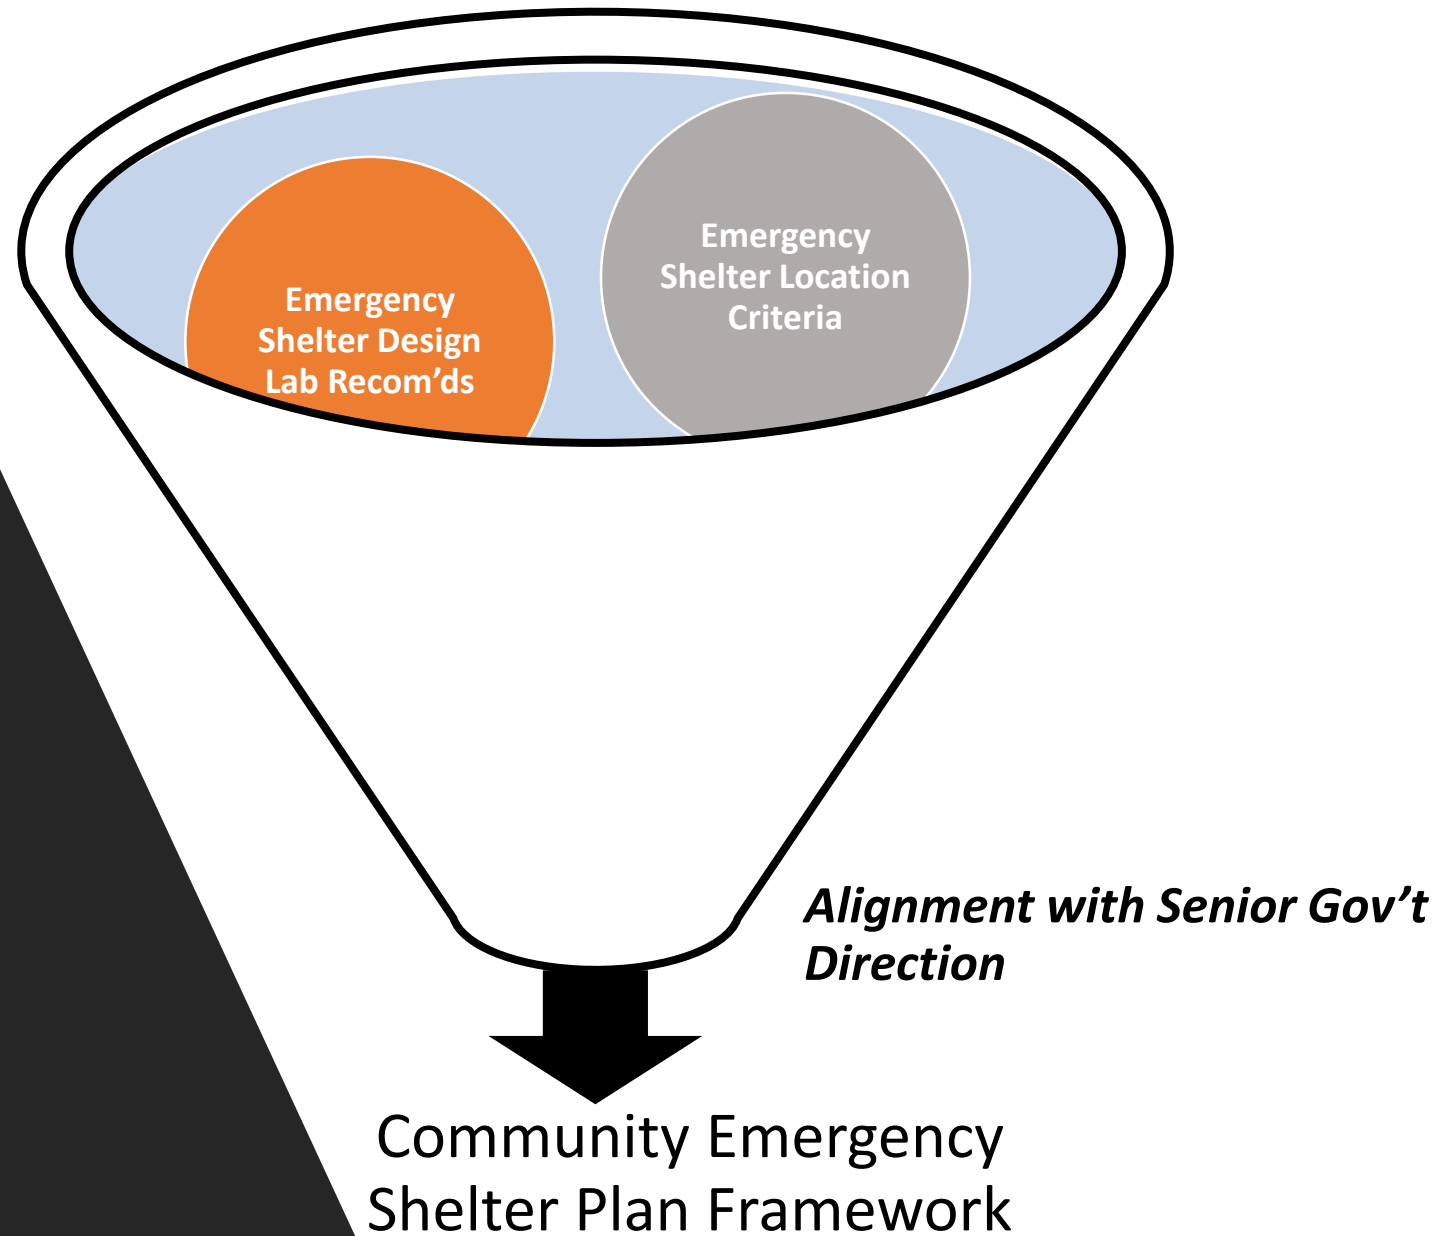 Emergency
Shelter Location
Criteria
Emergency
Shelter Design
Lab Recom’ds
Alignment with Senior Gov’t
Direction
Community Emergency
Shelter Plan Framework